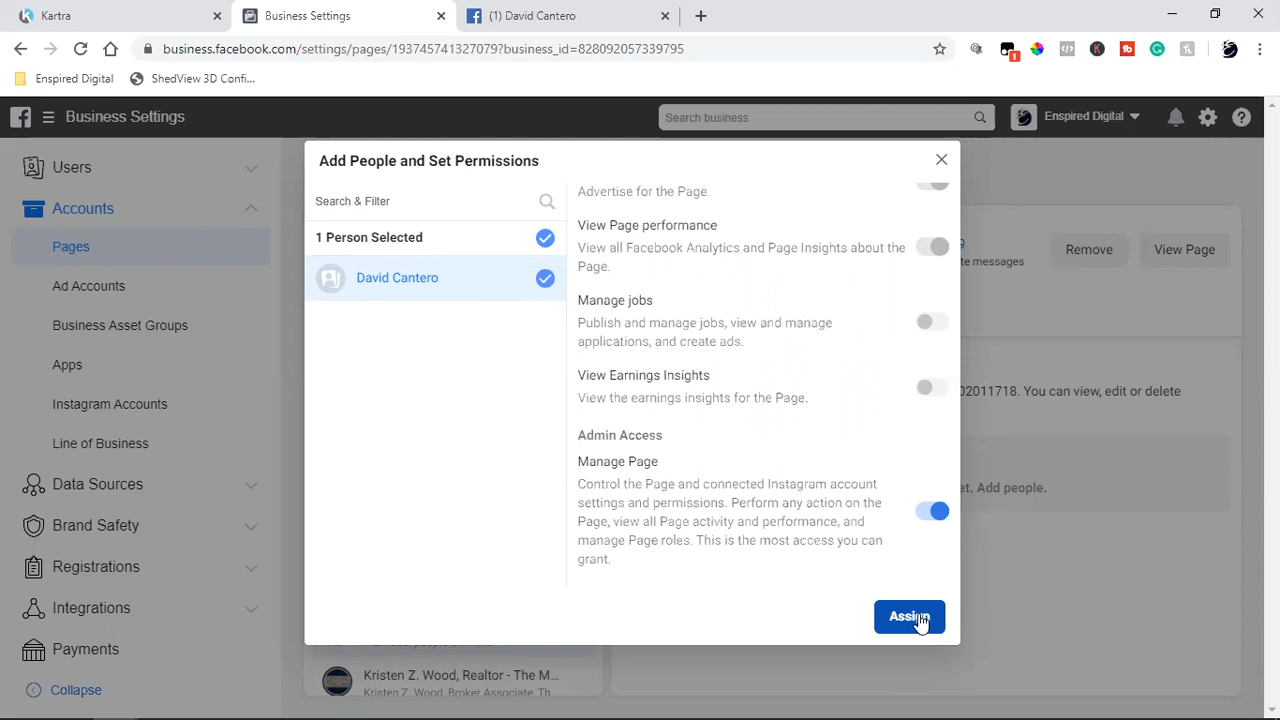 Kartra
Business Settings
(1) David Cantero
business.facebook.com/settings/pages/193745741327079?business_id=828092057339795
1
Enspired Digital
ShedView 3D Confi...
Business Settings
Search business
Enspired Digital
Users
Accounts
Pages
Ad Accounts
Business Asset Groups
Apps
Instagram Accounts
Line of Business
Data Sources
Brand Safety
Registrations
Integrations
Payments
Collapse
Add People and Set Permissions
Search & Filter
1 Person Selected
David Cantero
Advertise for the Page.
View Page performance
View all Facebook Analytics and Page Insights about the
Page.
Manage jobs
Publish and manage jobs, view and manage
applications, and create ads.
View Earnings Insights
View the earnings insights for the Page.
Admin Access
Manage Page
Control the Page and connected Instagram account
settings and permissions. Perform any action on the
Page, view all Page activity and performance, and
manage Page roles. This is the most access you can
grant.
Assign
Remove
View Page
messages
02011718. You can view, edit or delete
et. Add people.
Kristen Z. Wood, Realtor - The M...
Kristen Z. Wood, Broker Associate, Th